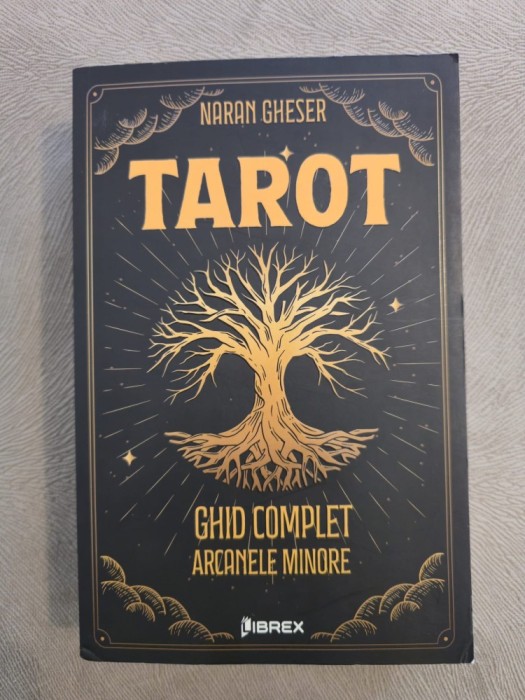 NARAN GHESER
TAROT
GHID COMPLET
ARCANELE MINORE
LIBREX